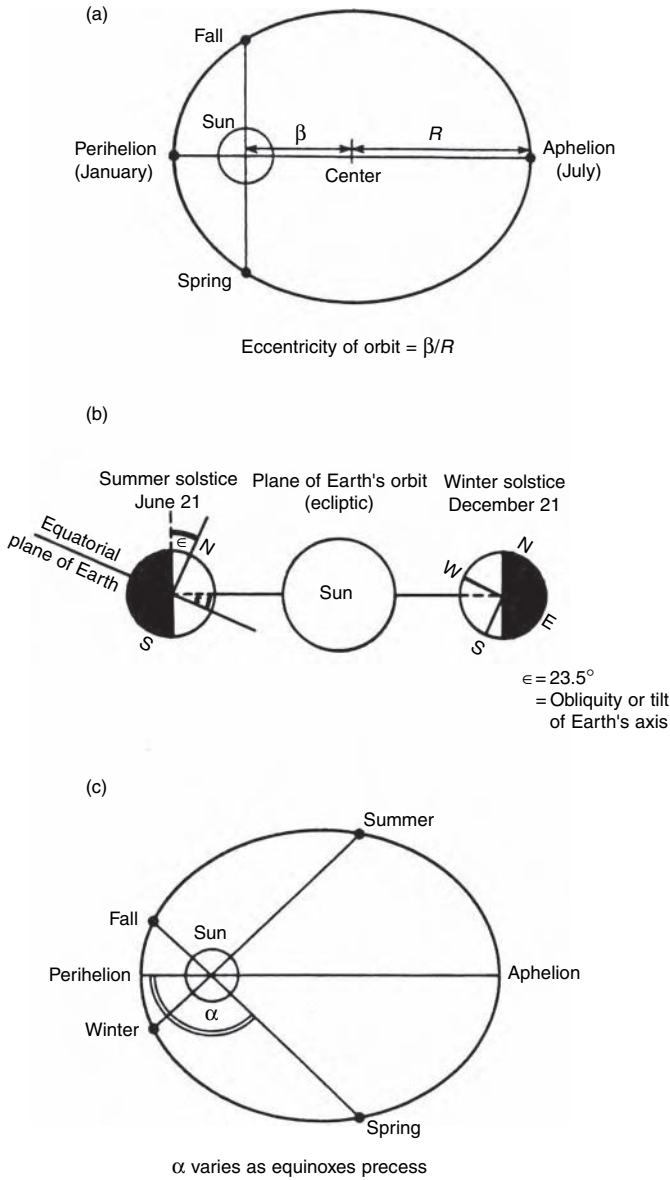 (a)
Fall
Sun
β
R
Perihelion
(January)
Center
Aphelion
(July)
Spring
Eccentricity of orbit = β/R
(b)
Summer solstice
June 21
Plane of Earth's orbit
(ecliptic)
Winter solstice
December 21
Equatorial
plane of Earth
ϵ
N
ϵ
S
Sun
N
W
E
S
ϵ = 23.5°
= Obliquity or tilt
of Earth's axis
(c)
Summer
Fall
Sun
Perihelion
Aphelion
α
Winter
Spring
α varies as equinoxes precess